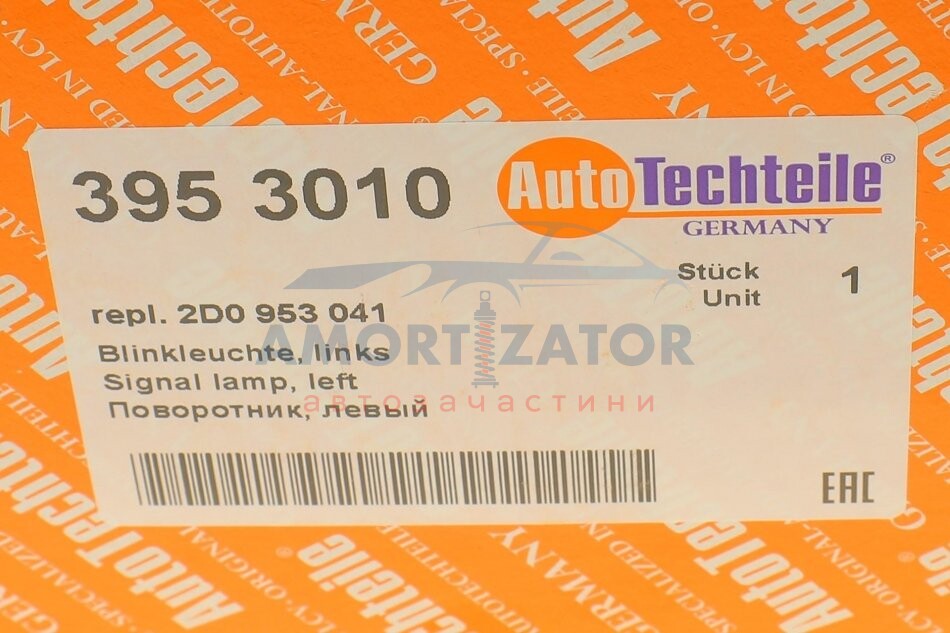 395 3010
AutoTechteile®
GERMANY
Stück 1
Unit
repl. 2D0 953 041
Blinkleuchte, links
Signal lamp, left
Поворотник, левый
AMORTIZATOR
автозачастини
EAC